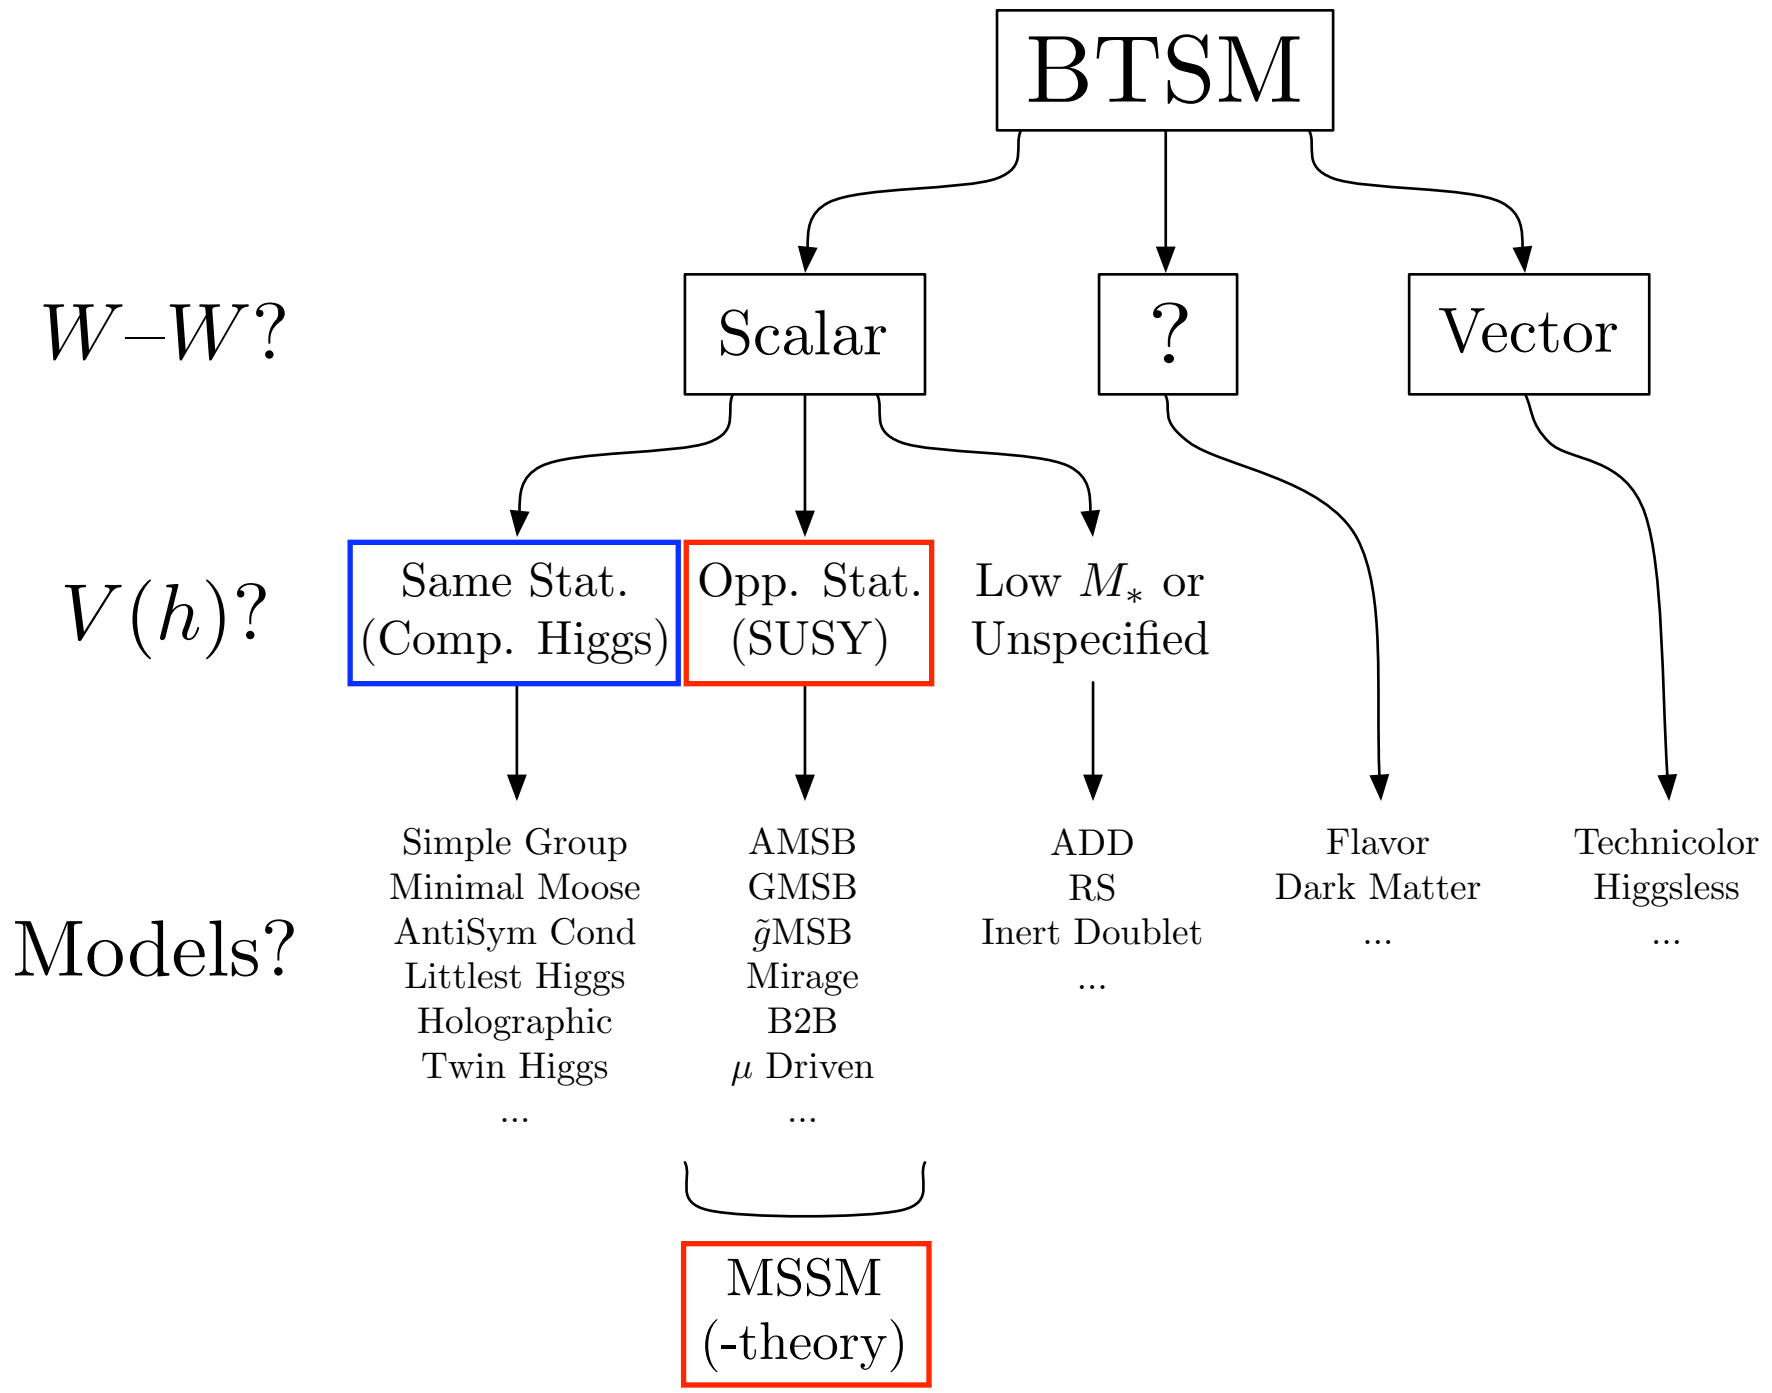 BTSM
W–W?
Scalar
?
Vector
V(h)?
Same Stat.
(Comp. Higgs)
Opp. Stat.
(SUSY)
Low M∗ or
Unspecified
Models?
Simple Group
Minimal Moose
AntiSym Cond
Littlest Higgs
Holographic
Twin Higgs
...
AMSB
GMSB
g̃MSB
Mirage
B2B
μ Driven
...
ADD
RS
Inert Doublet
...
Flavor
Dark Matter
...
Technicolor
Higgsless
...
MSSM
(-theory)